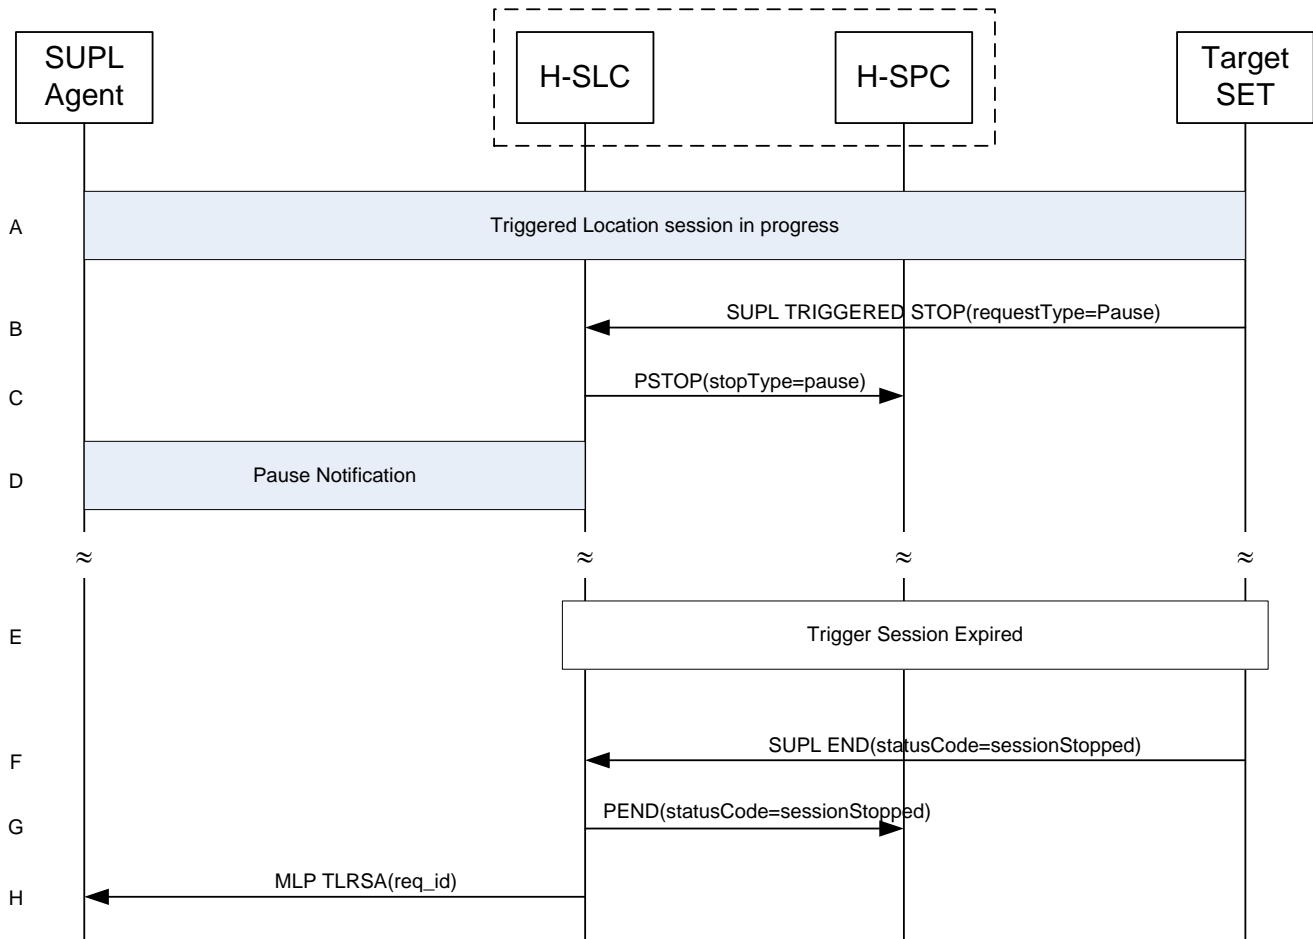 SUPL
Agent
H-SLC
H-SPC
Target
SET
A
Triggered Location session in progress
B
SUPL TRIGGERED STOP(requestType=Pause)
C
PSTOP(stopType=pause)
D
Pause Notification
≈ ≈ ≈ ≈
E
Trigger Session Expired
F
SUPL END(statusCode=sessionStopped)
G
PEND(statusCode=sessionStopped)
H
MLP TLRSA(req_id)